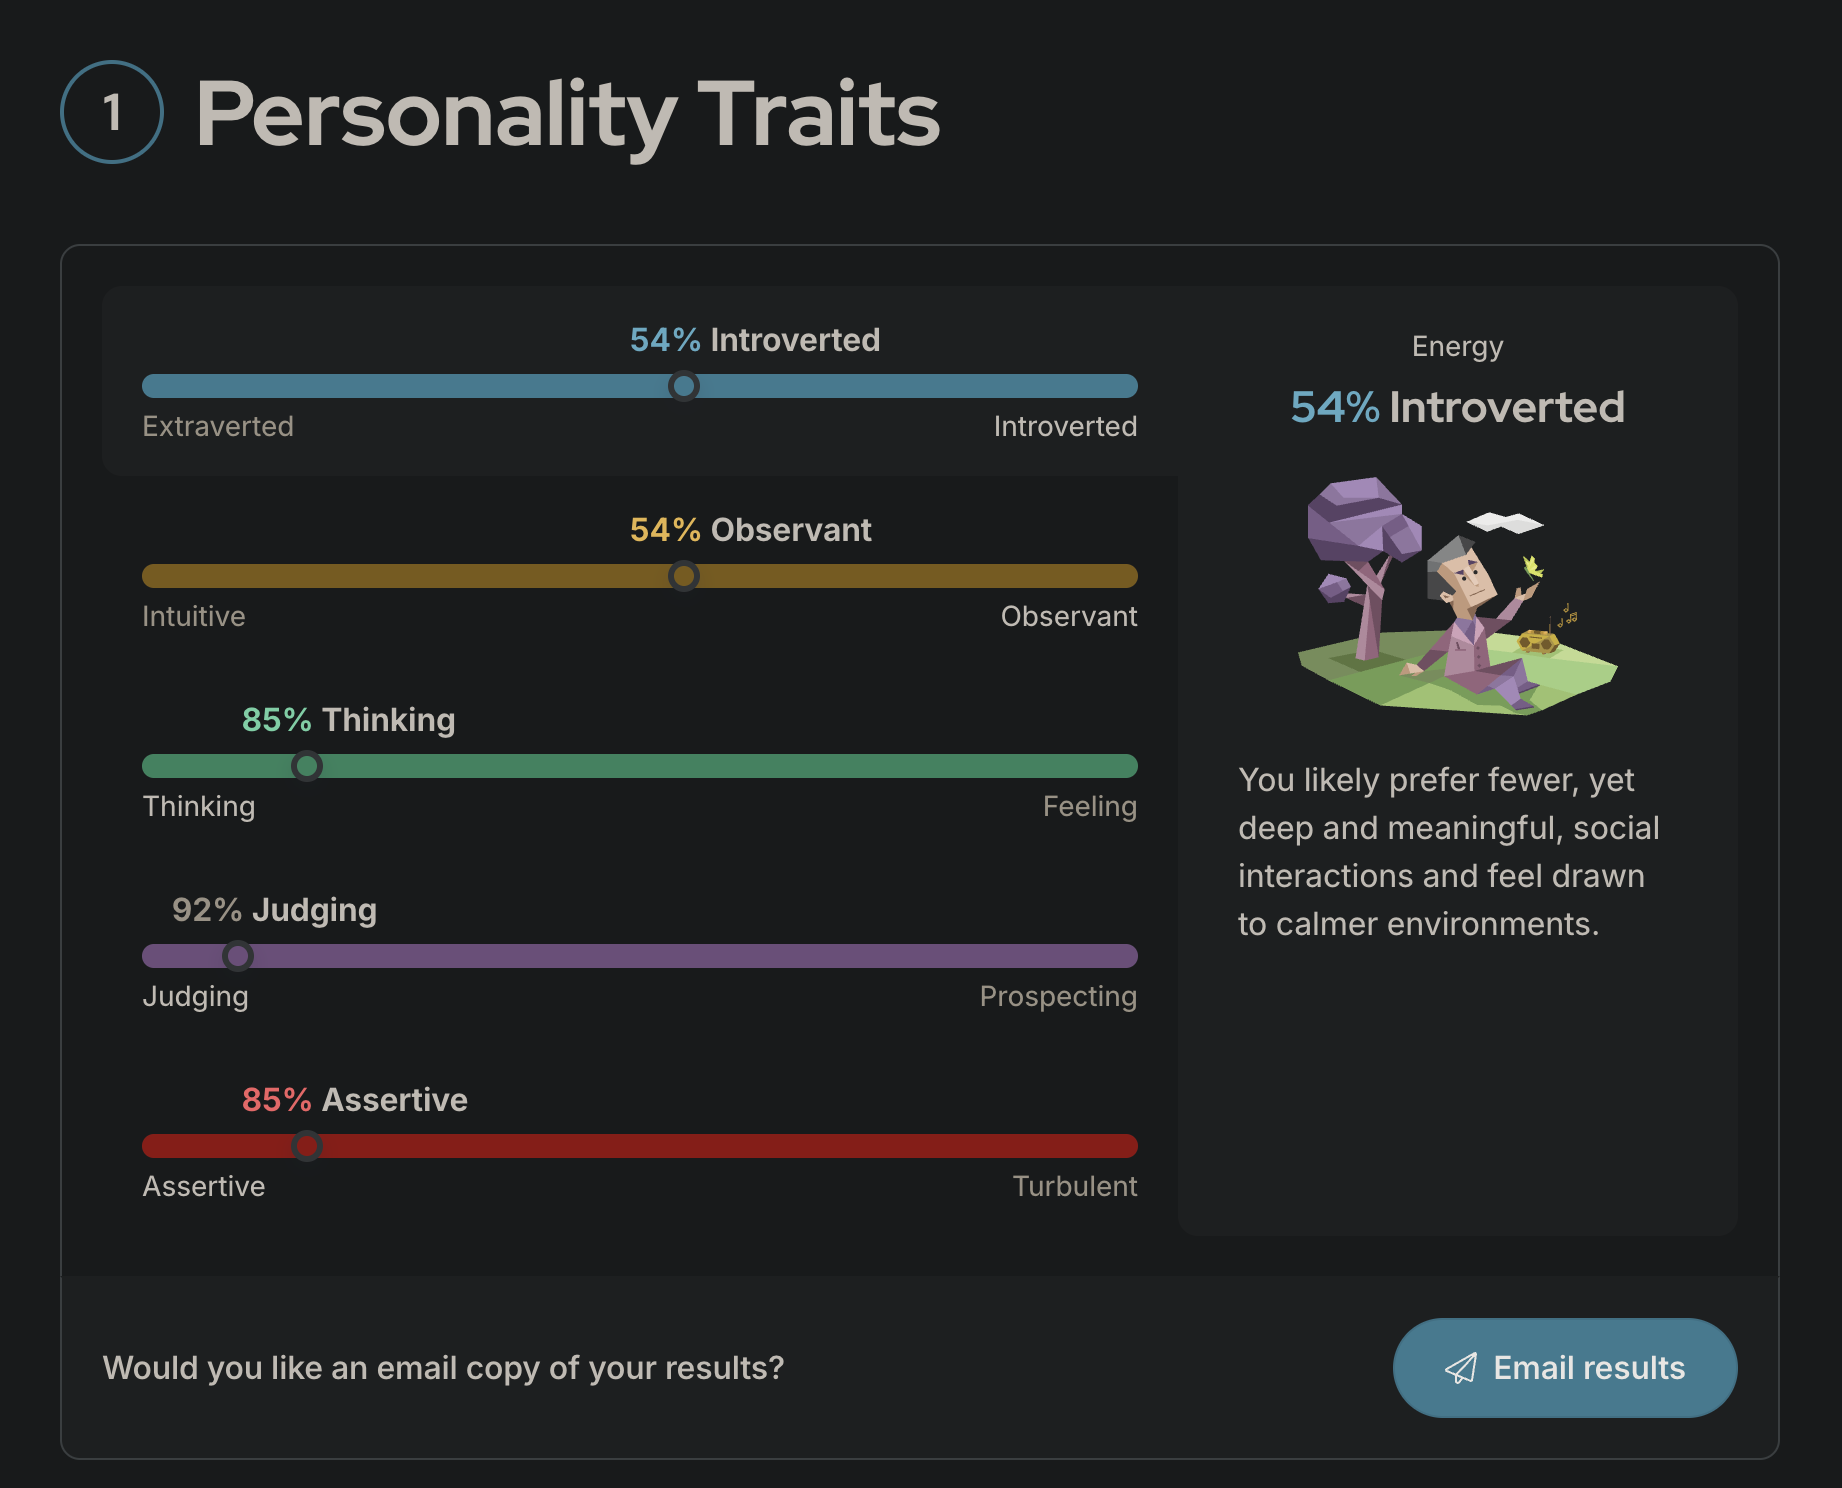 1
Personality Traits
54% Introverted
Extraverted
Introverted
54% Observant
Intuitive
Observant
85% Thinking
Thinking
Feeling
92% Judging
Judging
Prospecting
85% Assertive
Assertive
Turbulent
Energy
54% Introverted
You likely prefer fewer, yet
deep and meaningful, social
interactions and feel drawn
to calmer environments.
Would you like an email copy of your results?
Email results